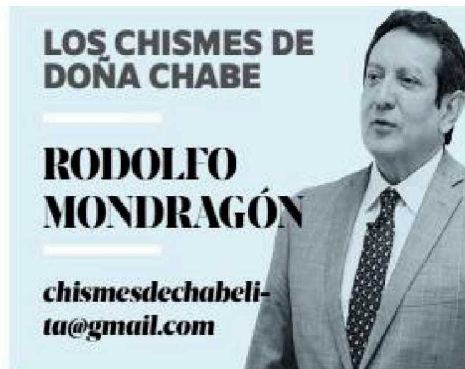 LOS CHISMES DE
DOÑA CHABE
RODOLFO
MONDRAGÓN
chismesdechabeli-
ta@gmail.com